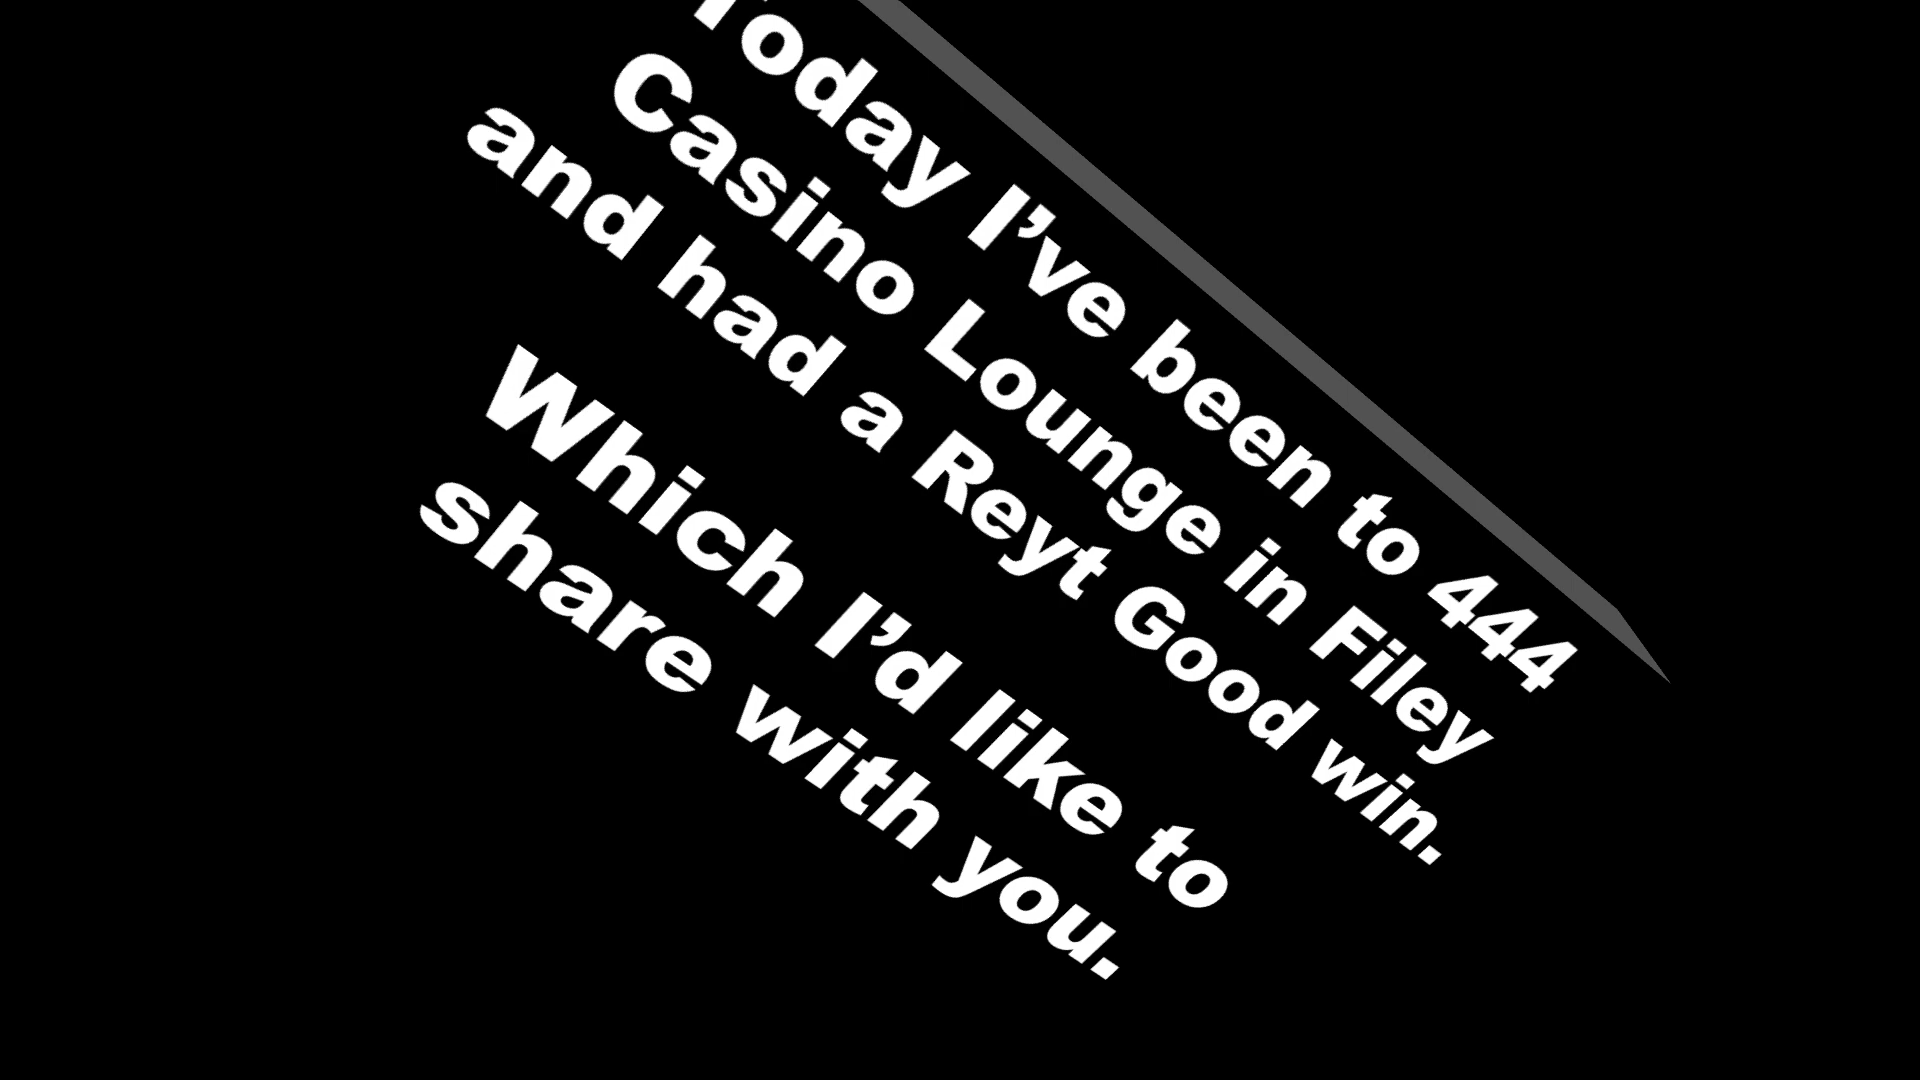 Today I’ve been to 444
Casino Lounge in Filey
and had a Reyt Good win.
Which I’d like to
share with you.